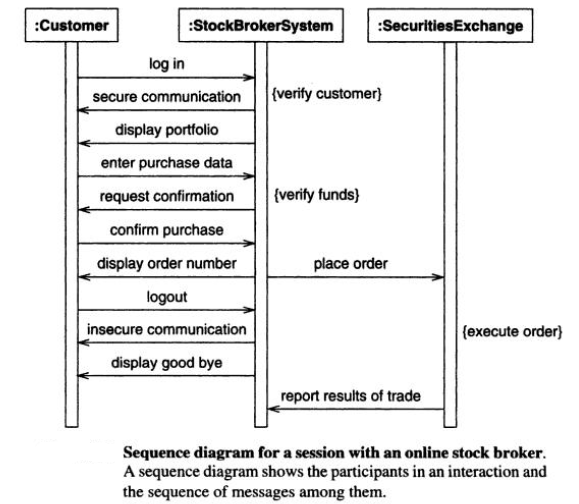 :Customer :StockBrokerSystem :SecuritiesExchange
log in
secure communication {verify customer}
display portfolio
enter purchase data
request confirmation {verify funds}
confirm purchase
display order number place order
logout
insecure communication {execute order}
display good bye
report results of trade
Sequence diagram for a session with an online stock broker.
A sequence diagram shows the participants in an interaction and
the sequence of messages among them.